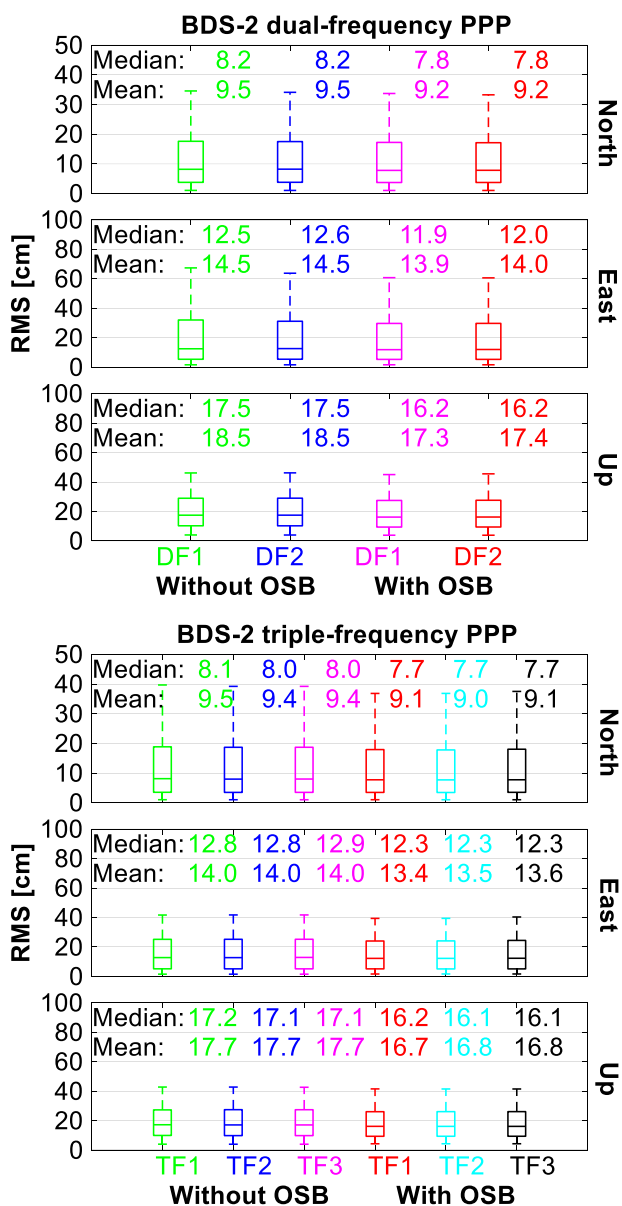 BDS-2 dual-frequency PPP
50
40
30
20
10
0
Median: 8.2 8.2 7.8 7.8
Mean: 9.5 9.5 9.2 9.2
North
100
80
60
40
20
0
Median: 12.5 12.6 11.9 12.0
Mean: 14.5 14.5 13.9 14.0
East
RMS [cm]
100
80
60
40
20
0
Median: 17.5 17.5 16.2 16.2
Mean: 18.5 18.5 17.3 17.4
Up
DF1 DF2 DF1 DF2
Without OSB With OSB
BDS-2 triple-frequency PPP
50
40
30
20
10
0
Median: 8.1 8.0 8.0 7.7 7.7 7.7
Mean: 9.5 9.4 9.4 9.1 9.0 9.1
North
100
80
60
40
20
0
Median: 12.8 12.8 12.9 12.3 12.3 12.3
Mean: 14.0 14.0 14.0 13.4 13.5 13.6
East
RMS [cm]
100
80
60
40
20
0
Median: 17.2 17.1 17.1 16.2 16.1 16.1
Mean: 17.7 17.7 17.7 16.7 16.8 16.8
Up
TF1 TF2 TF3 TF1 TF2 TF3
Without OSB With OSB